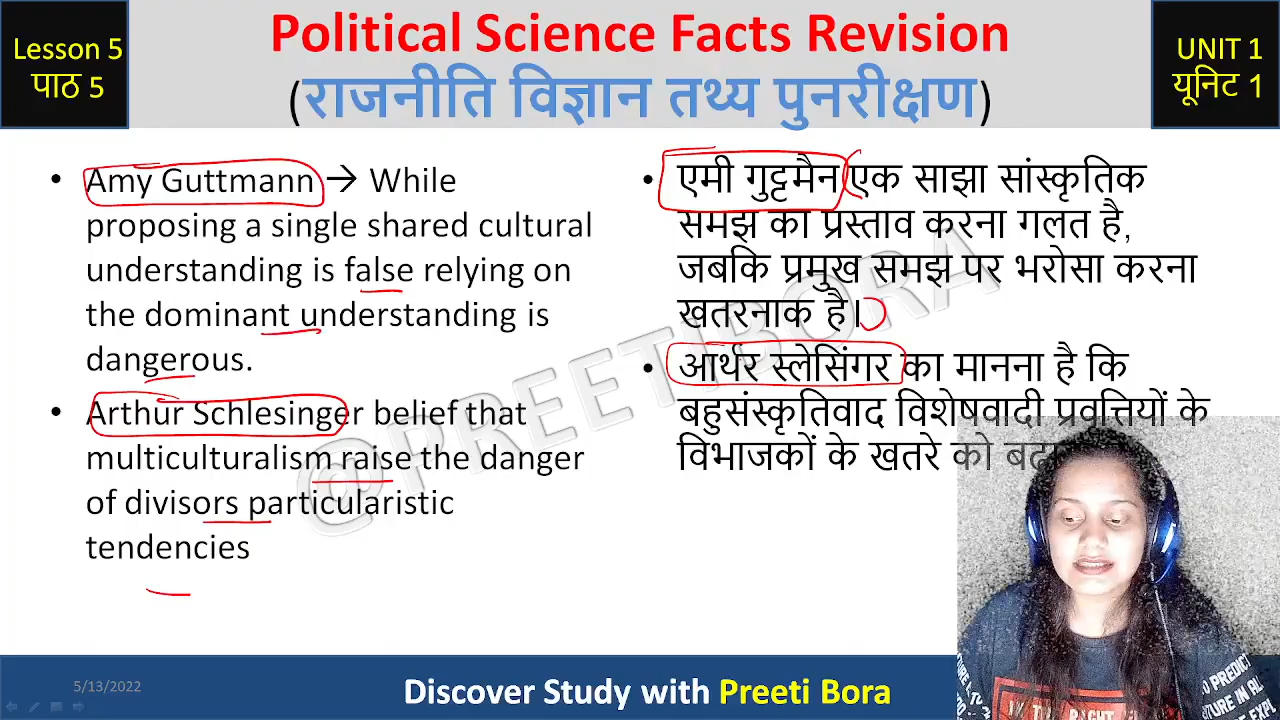 Lesson 5
पाठ 5
Political Science Facts Revision
(राजनीति विज्ञान तथ्य पुनरीक्षण)
UNIT 1
यूनिट 1
• Amy Guttmann → While
proposing a single shared cultural
understanding is false relying on
the dominant understanding is
dangerous.
• Arthur Schlesinger belief that
multiculturalism raise the danger
of divisors particularistic
tendencies
• एमी गुट्टमैन एक साझा सांस्कृतिक
समझ का प्रस्ताव करना गलत है,
जबकि प्रमुख समझ पर भरोसा करना
खतरनाक है।
• आर्थर स्लेसिंगर का मानना है कि
बहुसंस्कृतिवाद विशेषवादी प्रवृत्तियों के
विभाजकों के खतरे को
@PREETI BORA
5/13/2022
Discover Study with Preeti Bora